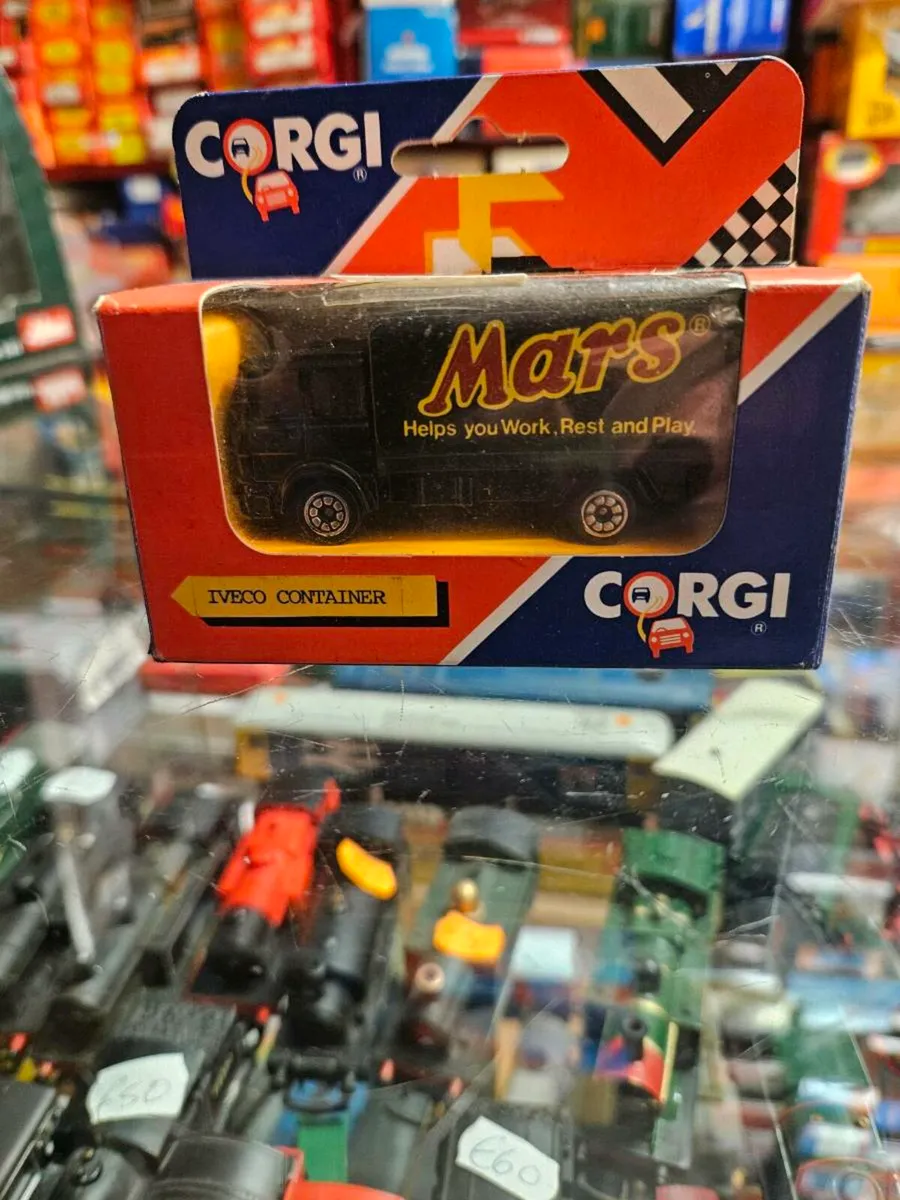 CORGI
®
Mars®
Helps you Work, Rest and Play.
IVECO CONTAINER
CORGI
®
£50
£60